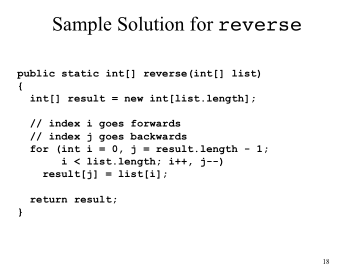 Sample Solution for reverse
public static int[] reverse(int[] list)
{
  int[] result = new int[list.length];
  // index i goes forwards
  // index j goes backwards
  for (int i = 0, j = result.length - 1;
       i < list.length; i++, j--)
    result[j] = list[i];
  return result;
}
18